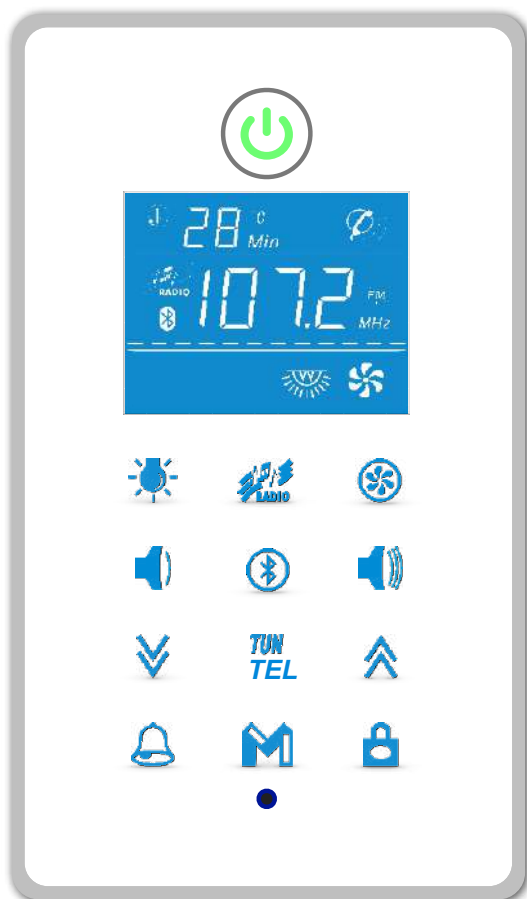 28 c
Min
RADIO
107.2 FM
MHz
RADIO
TUN
TEL